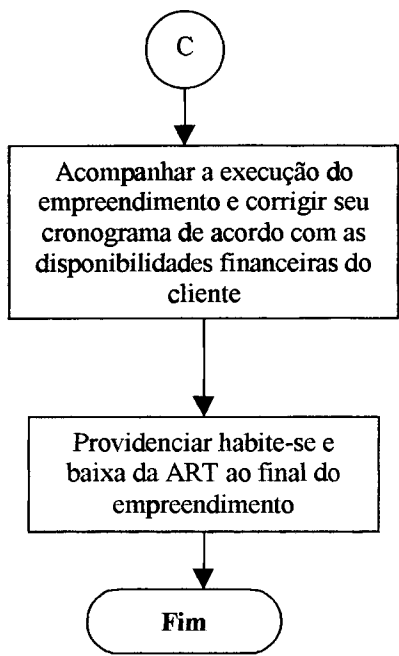 C
Acompanhar a execução do
empreendimento e corrigir seu
cronograma de acordo com as
disponibilidades financeiras do
cliente
Providenciar habite-se e
baixa da ART ao final do
empreendimento
Fim